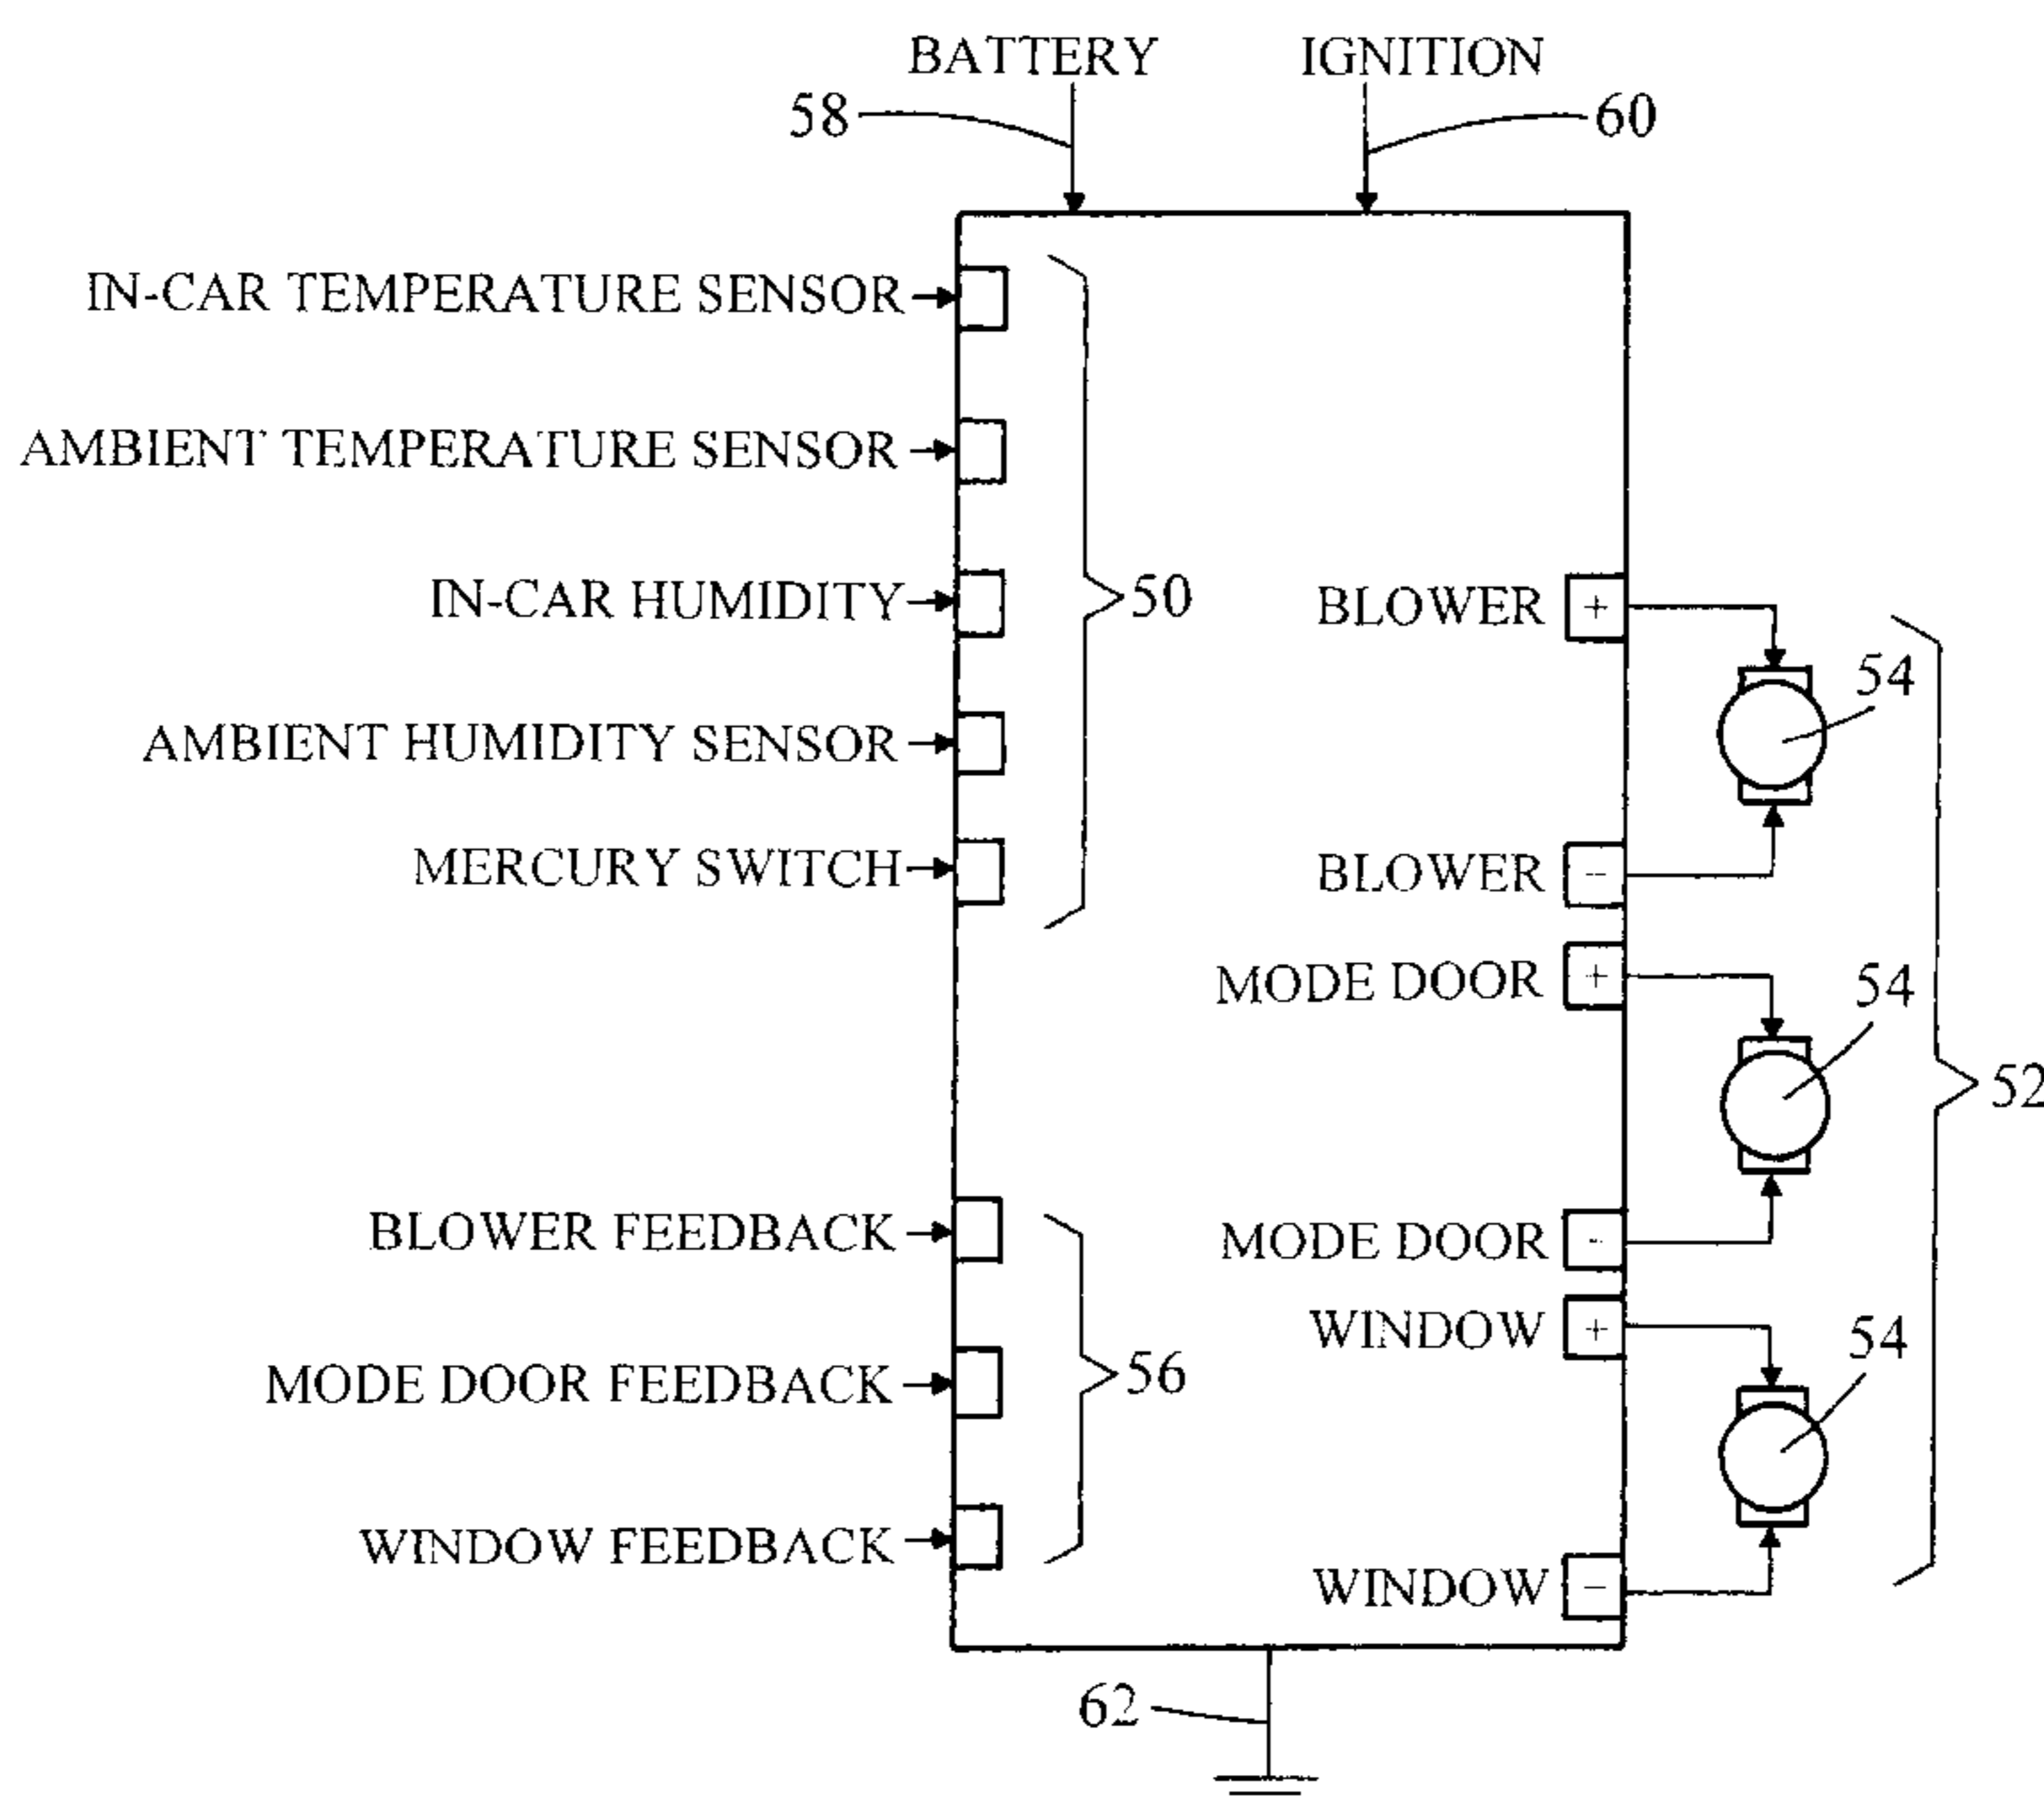 BATTERY IGNITION
58 60
IN-CAR TEMPERATURE SENSOR
AMBIENT TEMPERATURE SENSOR
IN-CAR HUMIDITY
AMBIENT HUMIDITY SENSOR
MERCURY SWITCH
50
BLOWER FEEDBACK
MODE DOOR FEEDBACK
WINDOW FEEDBACK
56
BLOWER +
54
BLOWER -
MODE DOOR +
54
MODE DOOR -
WINDOW +
54
WINDOW -
52
62